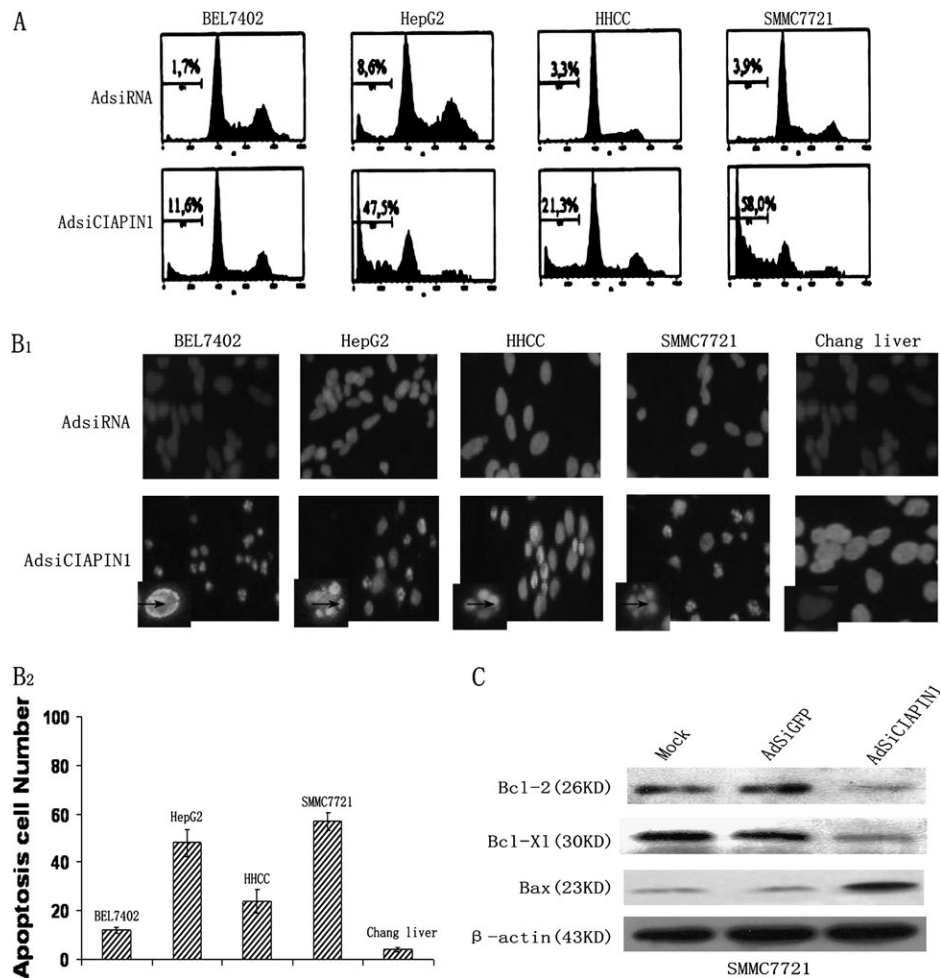 A
BEL7402 HepG2 HHCC SMMC7721
AdsiRNA
1,7% 8,6% 3,3% 3,9%
AdsiCIAPIN1
11,6% 47,5% 21,3% 58,0%
B1
BEL7402 HepG2 HHCC SMMC7721 Chang liver
AdsiRNA
AdsiCIAPIN1
B2
Apoptosis cell Number
100
80
60
40
20
0
BEL7402
HepG2
HHCC
SMMC7721
Chang liver
C
Mock
AdSiGFP
AdSiCIAPIN1
Bcl-2(26KD)
Bcl-Xl(30KD)
Bax(23KD)
β-actin(43KD)
SMMC7721